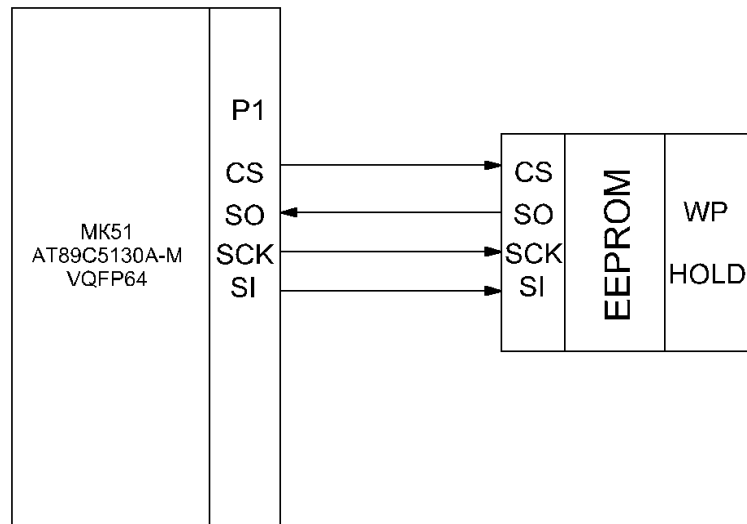 МК51
AT89C5130A-M
VQFP64
P1
CS
SO
SCK
SI
CS
SO
SCK
SI
EEPROM
WP
HOLD